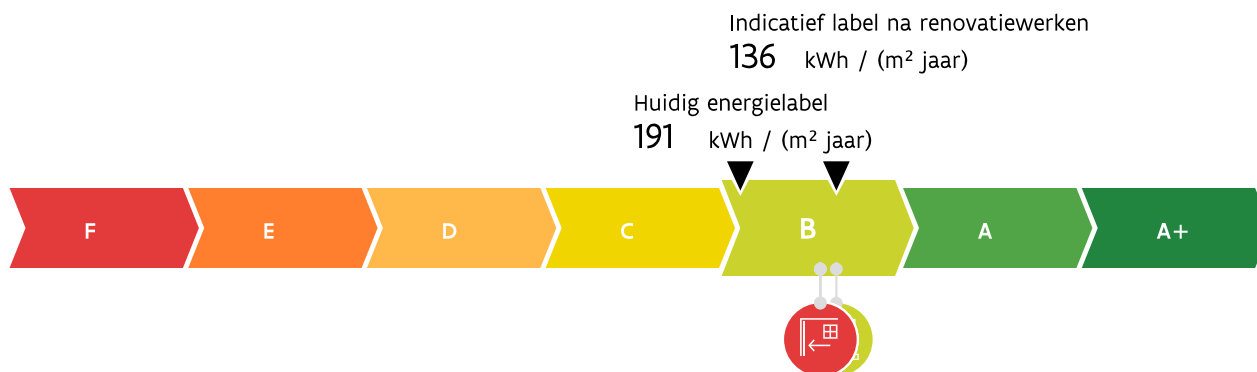 Indicatief label na renovatiewerken
136 kWh / (m² jaar)
Huidig energielabel
191 kWh / (m² jaar)
F E D C B A A+